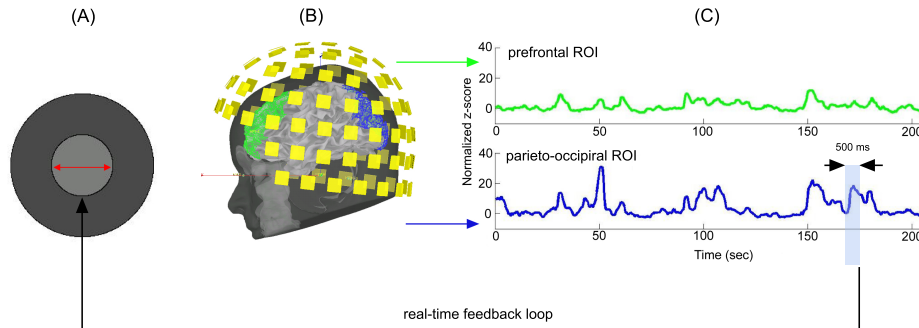 (A)
(B)
(C)
prefrontal ROI
40
20
0
0
50
100
150
200
Normalized z-score
500 ms
parieto-occipiral ROI
40
20
0
0
50
100
150
200
Time (sec)
real-time feedback loop